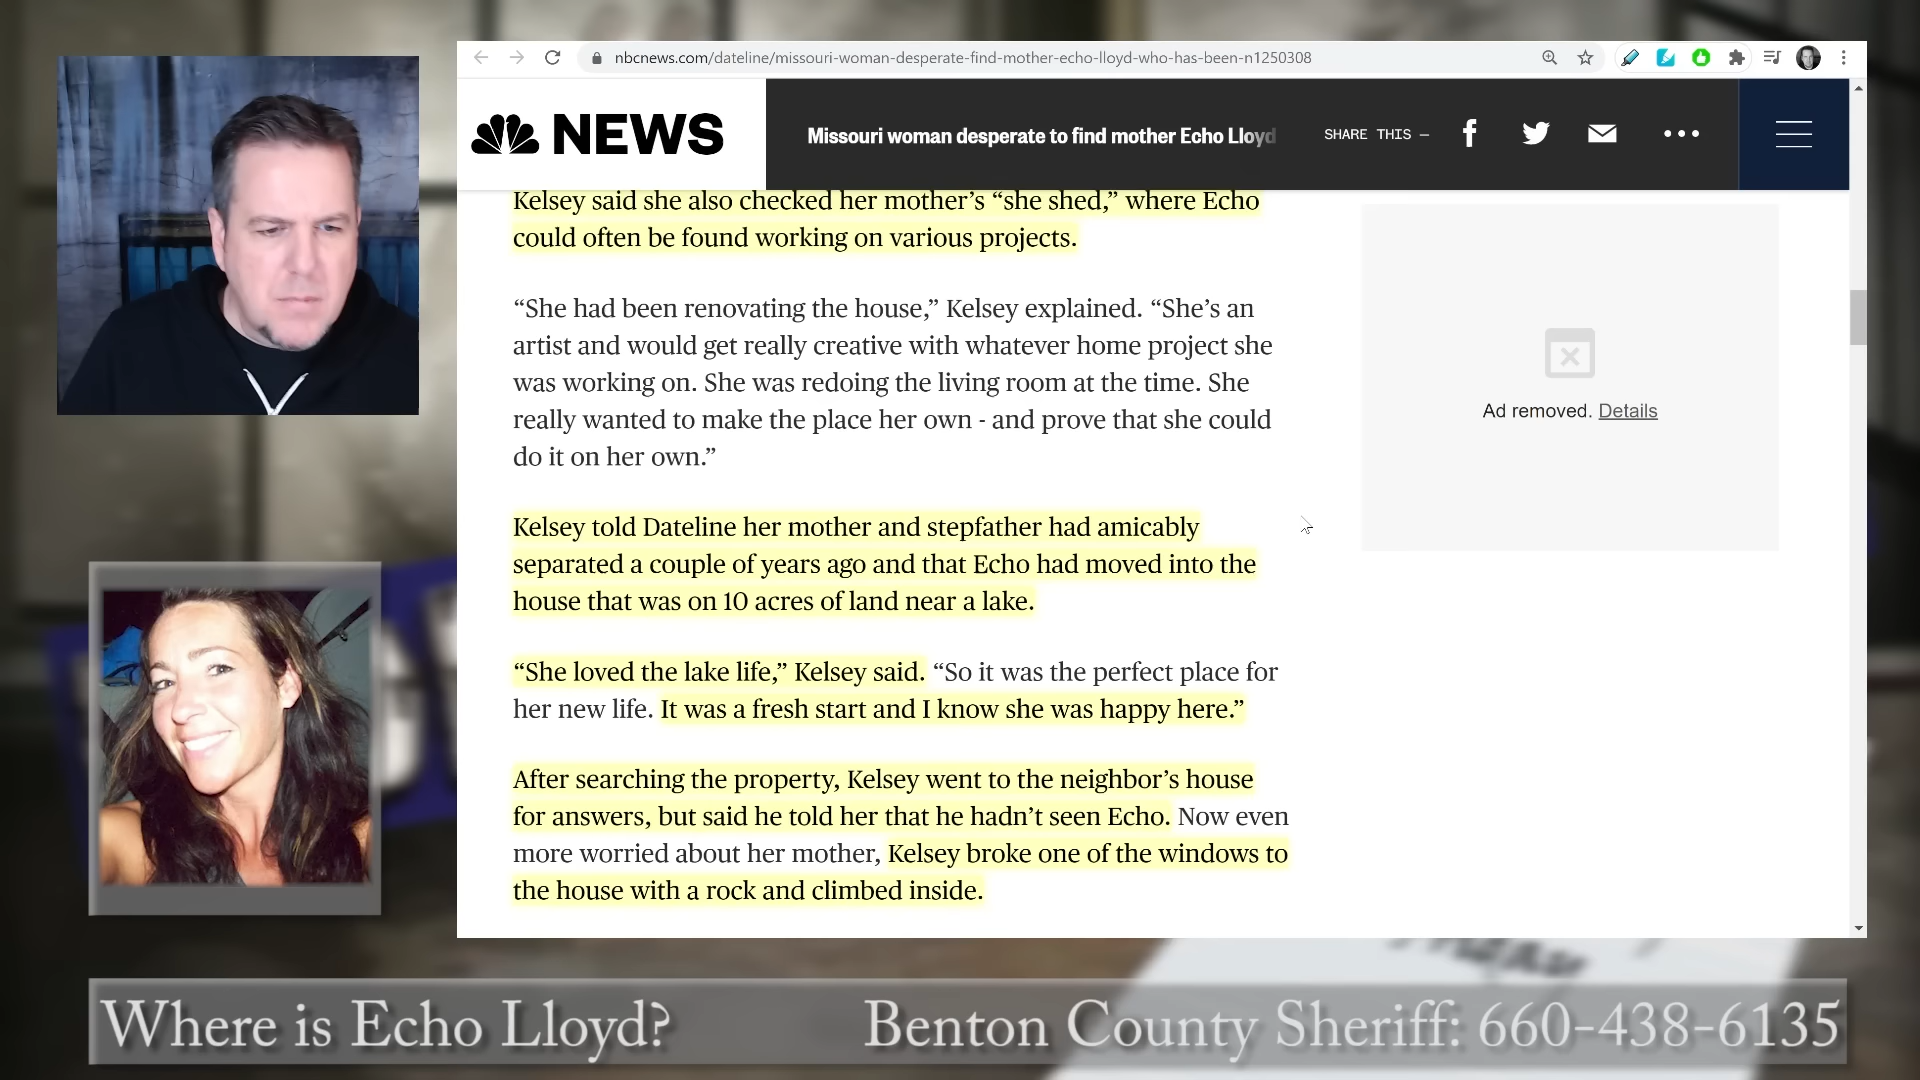 nbcnews.com/dateline/missouri-woman-desperate-find-mother-echo-lloyd-who-has-been-n1250308
NEWS
Missouri woman desperate to find mother Echo Lloyd
SHARE THIS —
Kelsey said she also checked her mother’s “she shed,” where Echo
could often be found working on various projects.
“She had been renovating the house,” Kelsey explained. “She’s an
artist and would get really creative with whatever home project she
was working on. She was redoing the living room at the time. She
really wanted to make the place her own - and prove that she could
do it on her own.”
Kelsey told Dateline her mother and stepfather had amicably
separated a couple of years ago and that Echo had moved into the
house that was on 10 acres of land near a lake.
“She loved the lake life,” Kelsey said. “So it was the perfect place for
her new life. It was a fresh start and I know she was happy here.”
After searching the property, Kelsey went to the neighbor’s house
for answers, but said he told her that he hadn’t seen Echo. Now even
more worried about her mother, Kelsey broke one of the windows to
the house with a rock and climbed inside.
Ad removed. Details
Where is Echo Lloyd?
Benton County Sheriff: 660-438-6135